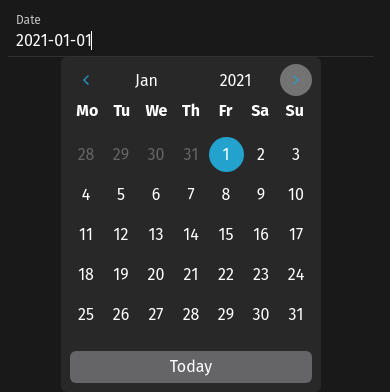 Date
2021-01-01
Jan 2021
Mo Tu We Th Fr Sa Su
28 29 30 31 1 2 3
4 5 6 7 8 9 10
11 12 13 14 15 16 17
18 19 20 21 22 23 24
25 26 27 28 29 30 31
Today